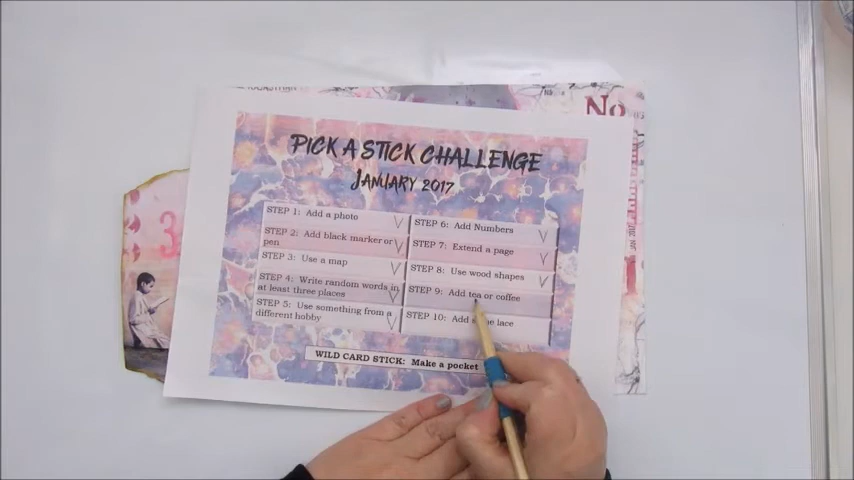 No
PICK A STICK CHALLENGE
JANUARY 2017
STEP 1: Add a photo
STEP 2: Add black marker or
pen
STEP 3: Use a map
STEP 4: Write random words in
at least three places
STEP 5: Use something from a
different hobby
STEP 6: Add Numbers
STEP 7: Extend a page
STEP 8: Use wood shapes
STEP 9: Add tea or coffee
STEP 10: Add lace
WILD CARD STICK: Make a pocket
3